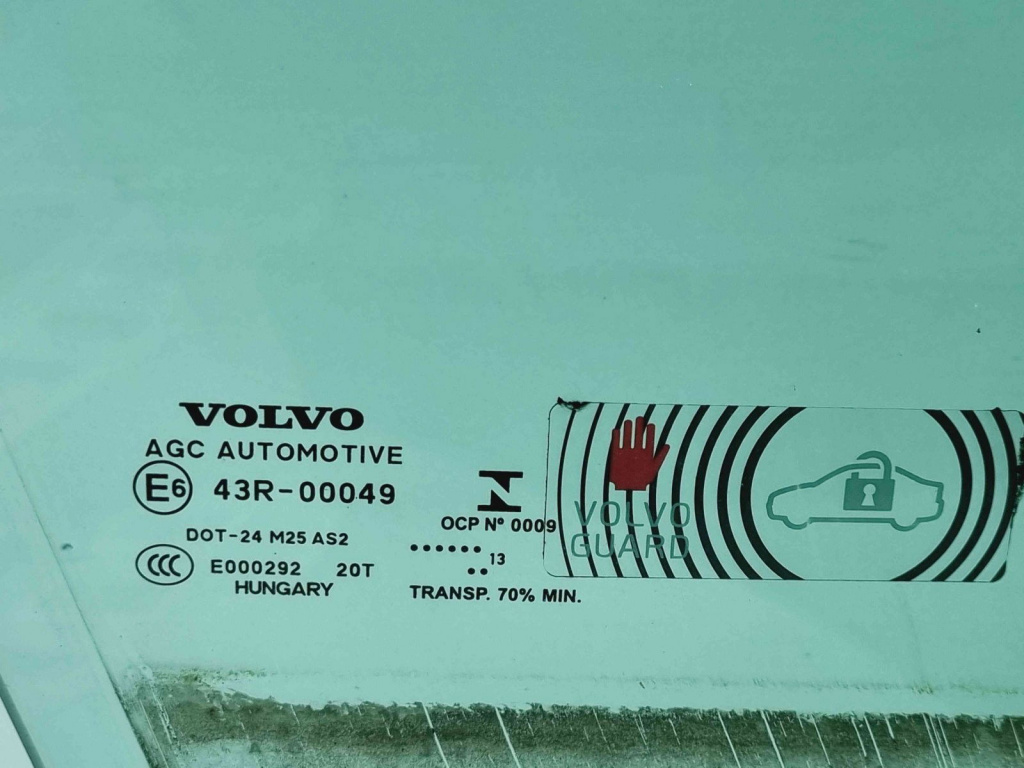 VOLVO
AGC AUTOMOTIVE
E6 43R-00049
OCP Nº 0009
DOT-24 M25 AS2
CCC E000292 20T
HUNGARY
•••••• 13
••
TRANSP. 70% MIN.
VOLVO
GUARD